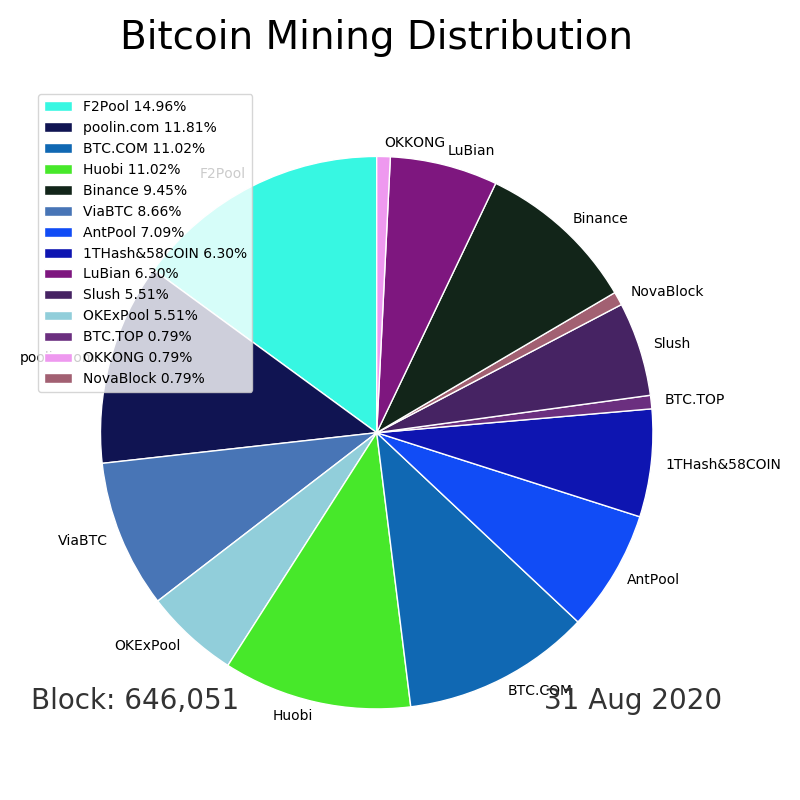 Bitcoin Mining Distribution
F2Pool 14.96%
poolin.com 11.81%
BTC.COM 11.02%
Huobi 11.02%
Binance 9.45%
ViaBTC 8.66%
AntPool 7.09%
1THash&58COIN 6.30%
LuBian 6.30%
Slush 5.51%
OKExPool 5.51%
BTC.TOP 0.79%
OKKONG 0.79%
NovaBlock 0.79%
OKKONG
LuBian
F2Pool
Binance
NovaBlock
Slush
poolin.com
BTC.TOP
1THash&58COIN
ViaBTC
AntPool
OKExPool
BTC.COM
Huobi
Block: 646,051
31 Aug 2020